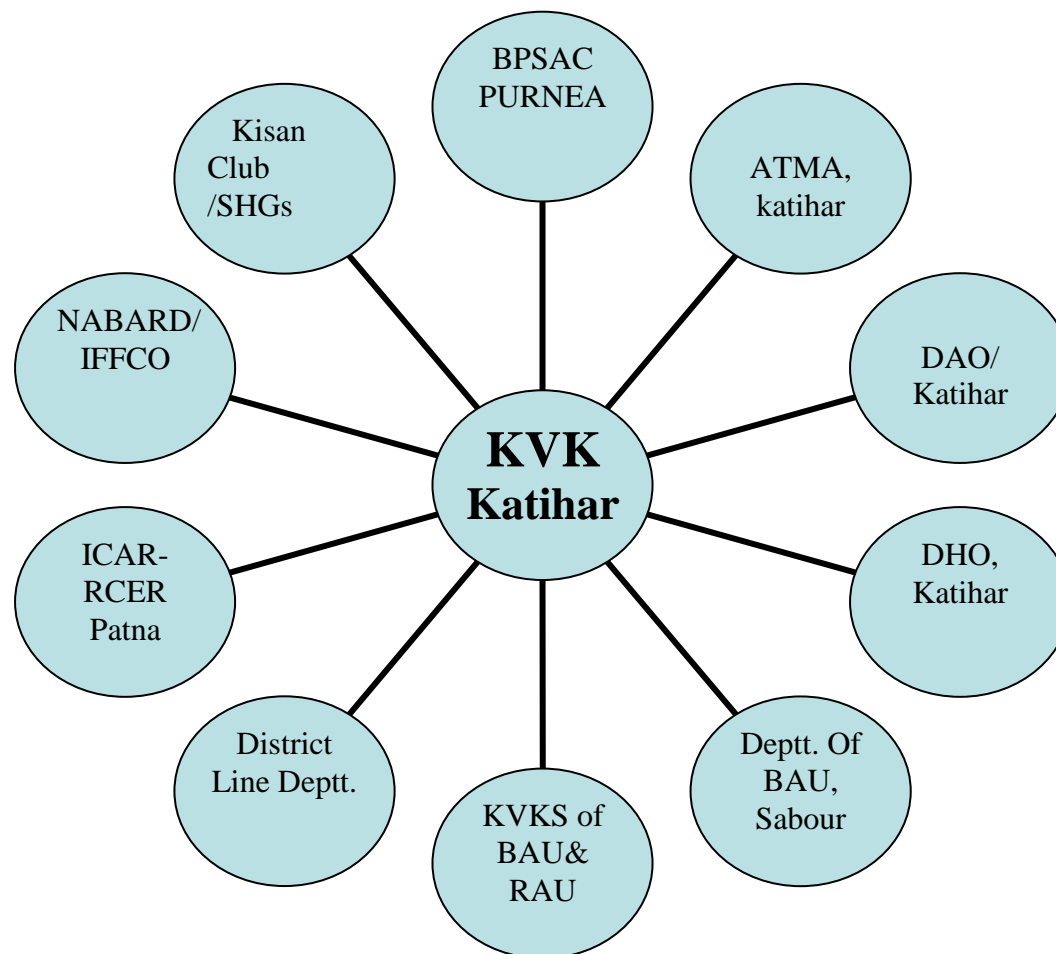 BPSAC
PURNEA
Kisan
Club
/SHGs
ATMA,
katihar
NABARD/
IFFCO
DAO/
Katihar
KVK
Katihar
ICAR-
RCER
Patna
DHO,
Katihar
District
Line Deptt.
Deptt. Of
BAU,
Sabour
KVKS of
BAU&
RAU